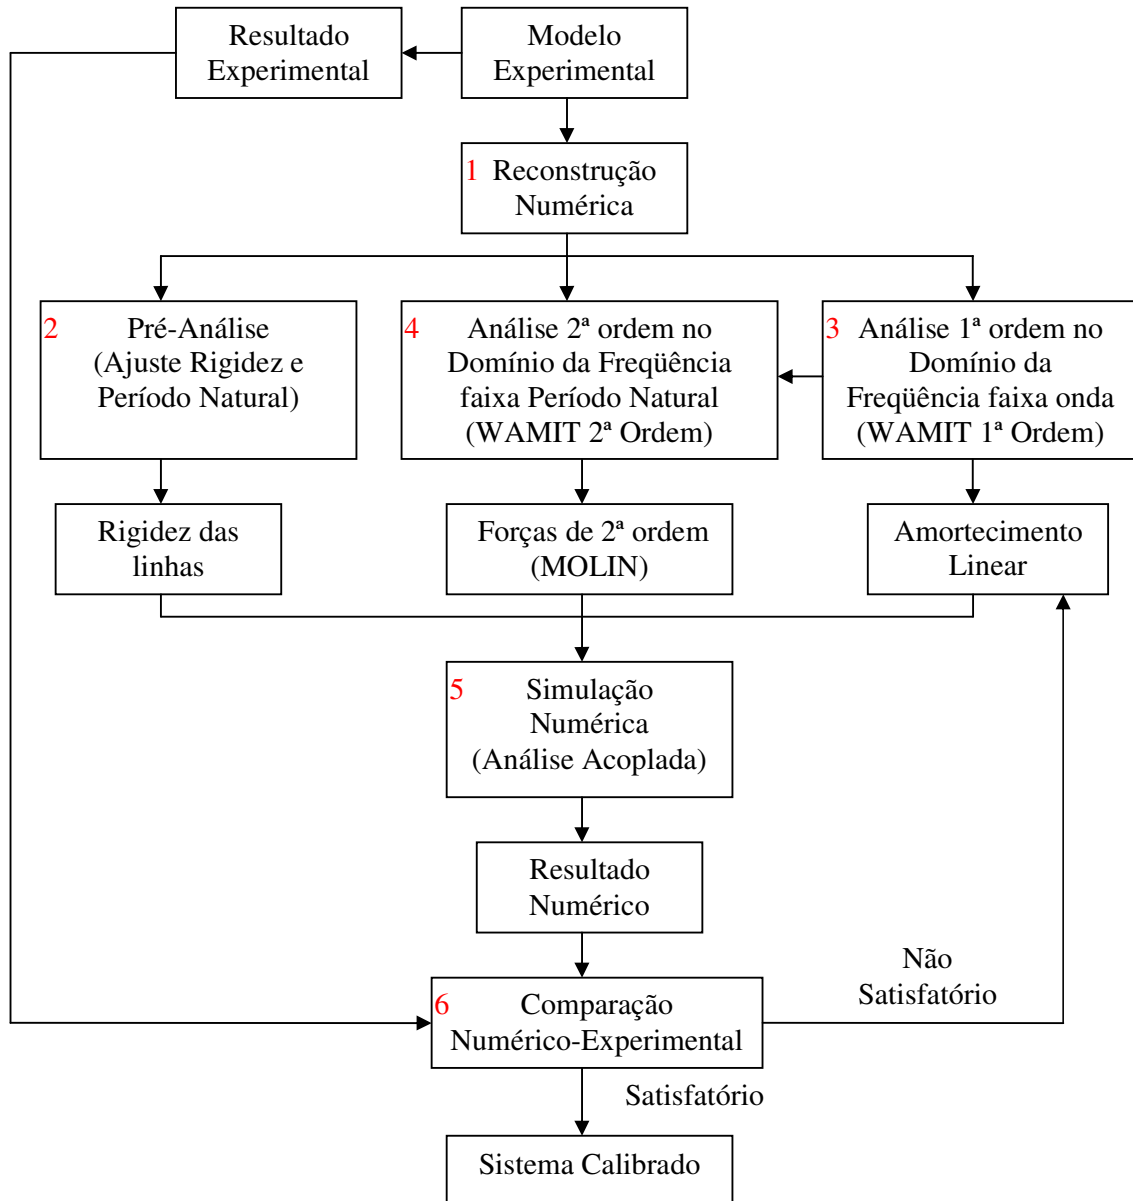 Resultado
Experimental
Modelo
Experimental
1 Reconstrução
Numérica
2 Pré-Análise
(Ajuste Rigidez e
Período Natural)
4 Análise 2ª ordem no
Domínio da Freqüência
faixa Período Natural
(WAMIT 2ª Ordem)
3 Análise 1ª ordem no
Domínio da
Freqüência faixa onda
(WAMIT 1ª Ordem)
Rigidez das
linhas
Forças de 2ª ordem
(MOLIN)
Amortecimento
Linear
5 Simulação
Numérica
(Análise Acoplada)
Resultado
Numérico
Não
Satisfatório
6 Comparação
Numérico-Experimental
Satisfatório
Sistema Calibrado